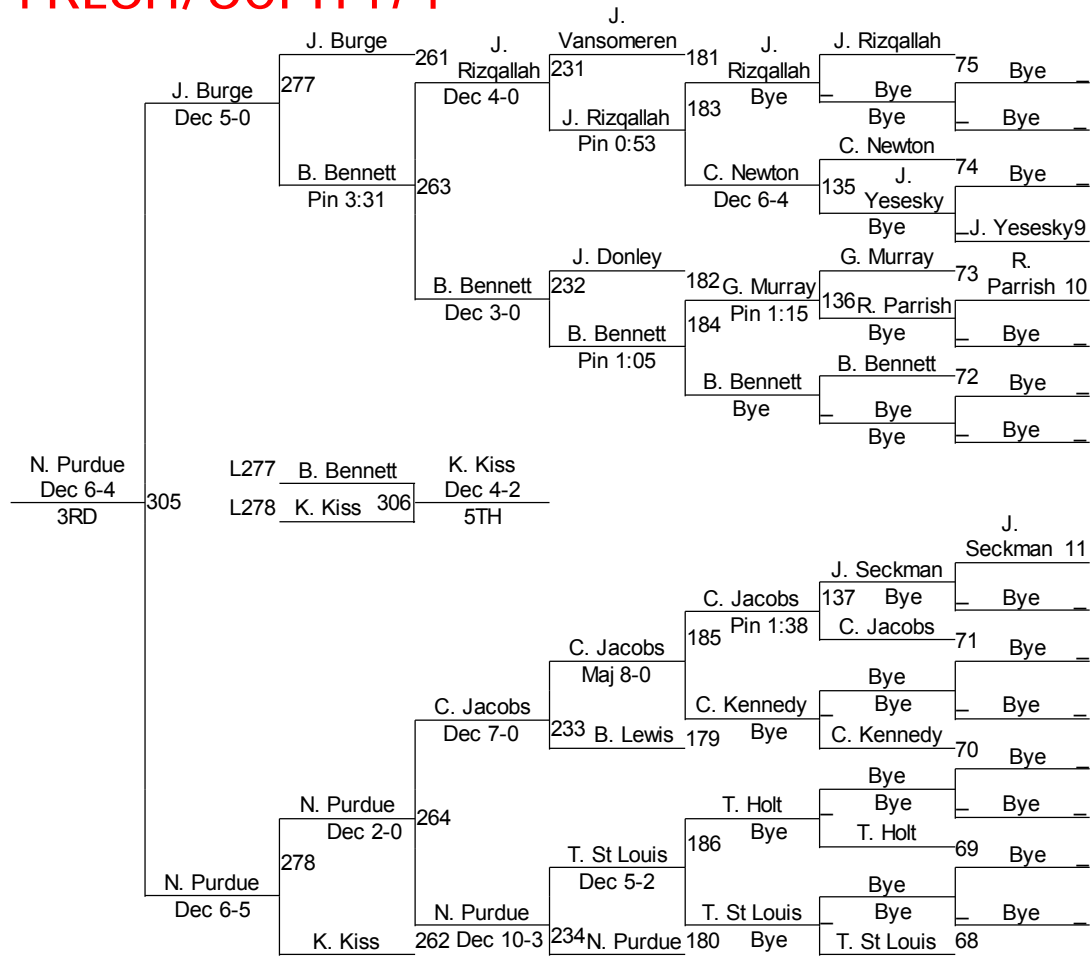 J.
J. Burge J. Vansomeren J. J. Rizqallah
261 Rizqallah 231 181 Rizqallah 75 Bye _
J. Burge 277 Dec 4-0 Bye _ Bye
Dec 5-0 J. Rizqallah 183 Bye _ Bye _
Pin 0:53 C. Newton
B. Bennett C. Newton 74 Bye _
Pin 3:31 263 Dec 6-4 135 J. Yesesky
Bye _ J. Yesesky 9
J. Donley G. Murray R.
B. Bennett 232 182 G. Murray 73 Parrish 10
Dec 3-0 Pin 1:15 136 R. Parrish
B. Bennett 184 Bye _ Bye _
Pin 1:05 B. Bennett
B. Bennett 72 Bye _
Bye _ Bye
Bye _ Bye _
N. Purdue L277 B. Bennett K. Kiss
Dec 6-4 Dec 4-2
3RD 305 L278 K. Kiss 306 5TH
J.
Seckman 11
J. Seckman
C. Jacobs 137 Bye _ Bye _
185 Pin 1:38 C. Jacobs 71
C. Jacobs Bye _
Maj 8-0 Bye
C. Jacobs C. Kennedy _ Bye _ Bye _
Dec 7-0 233 B. Lewis 179 Bye C. Kennedy 70
Bye _
Bye
N. Purdue T. Holt _ Bye _ Bye _
Dec 2-0 264 Bye T. Holt
278 186 69
T. St Louis Bye _
N. Purdue Dec 5-2 Bye
Dec 6-5 N. Purdue T. St Louis _ Bye _ Bye _
K. Kiss 262 Dec 10-3 234 N. Purdue 180 Bye T. St Louis 68